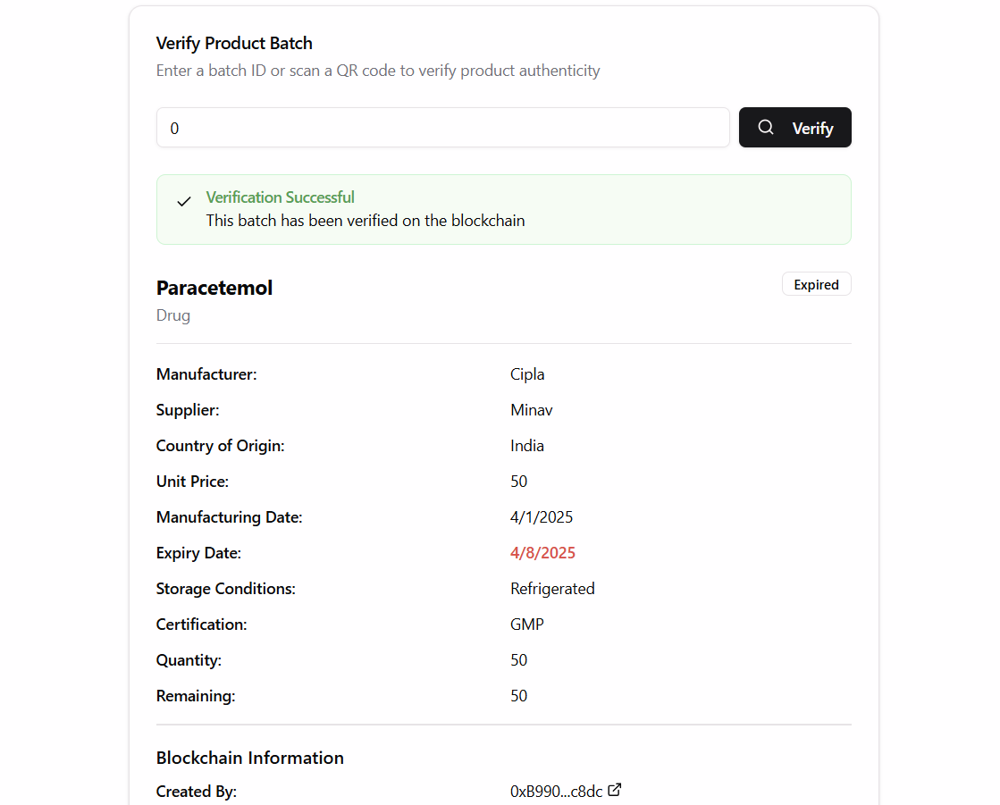 Verify Product Batch
Enter a batch ID or scan a QR code to verify product authenticity
0
Verify
Verification Successful
This batch has been verified on the blockchain
Paracetemol
Expired
Drug
Manufacturer: Cipla
Supplier: Minav
Country of Origin: India
Unit Price: 50
Manufacturing Date: 4/1/2025
Expiry Date: 4/8/2025
Storage Conditions: Refrigerated
Certification: GMP
Quantity: 50
Remaining: 50
Blockchain Information
Created By: 0xB990...c8dc